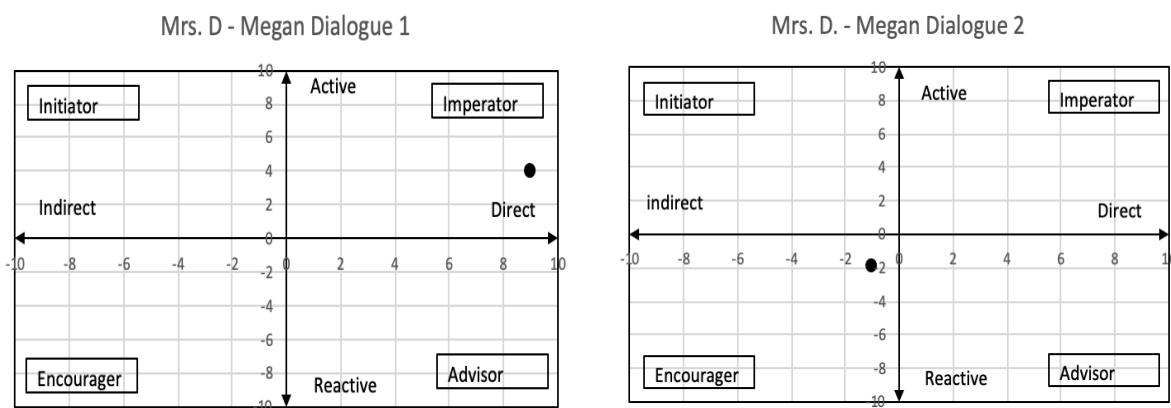 Mrs. D - Megan Dialogue 1
10
Active
Initiator
Imperator
8
6
4
2
Indirect
Direct
0
-10 -8 -6 -4 -2 0 2 4 6 8 10
-2
-4
-6
-8
Encourager
Reactive
Advisor
-10
Mrs. D. - Megan Dialogue 2
10
Active
Initiator
Imperator
8
6
4
2
indirect
Direct
0
-10 -8 -6 -4 -2 0 2 4 6 8 1
-2
-4
-6
-8
Encourager
Reactive
Advisor
-10